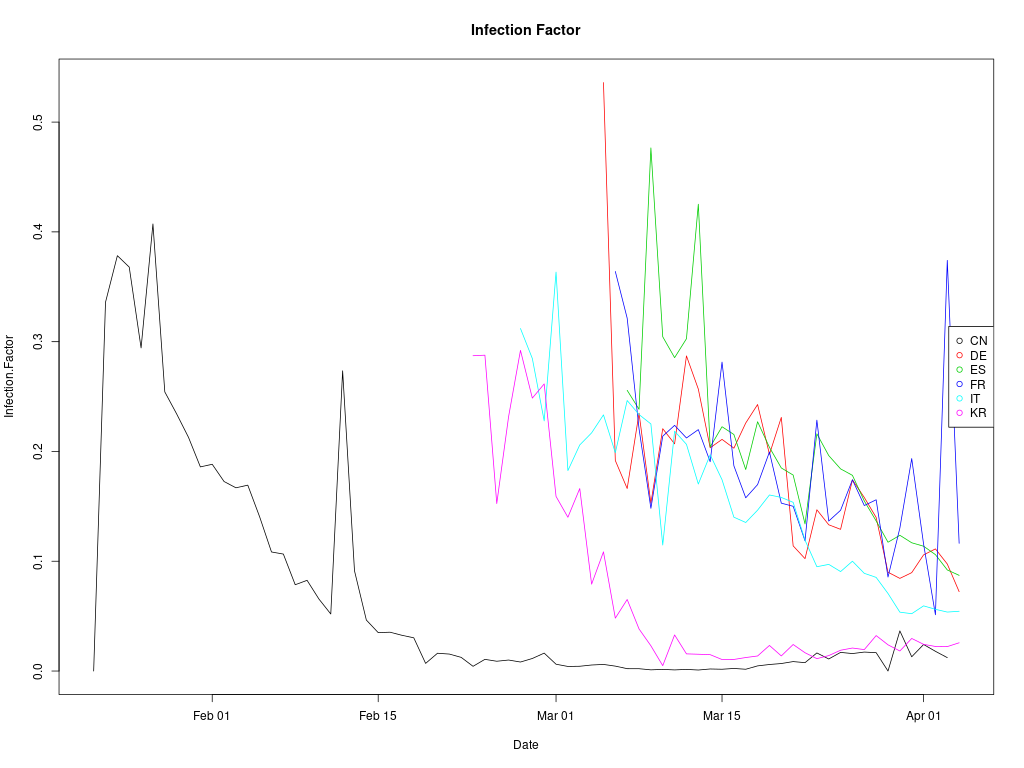 Infection Factor
Infection.Factor
0.5
0.4
0.3
0.2
0.1
0.0
CN
DE
ES
FR
IT
KR
Feb 01 Feb 15 Mar 01 Mar 15 Apr 01
Date